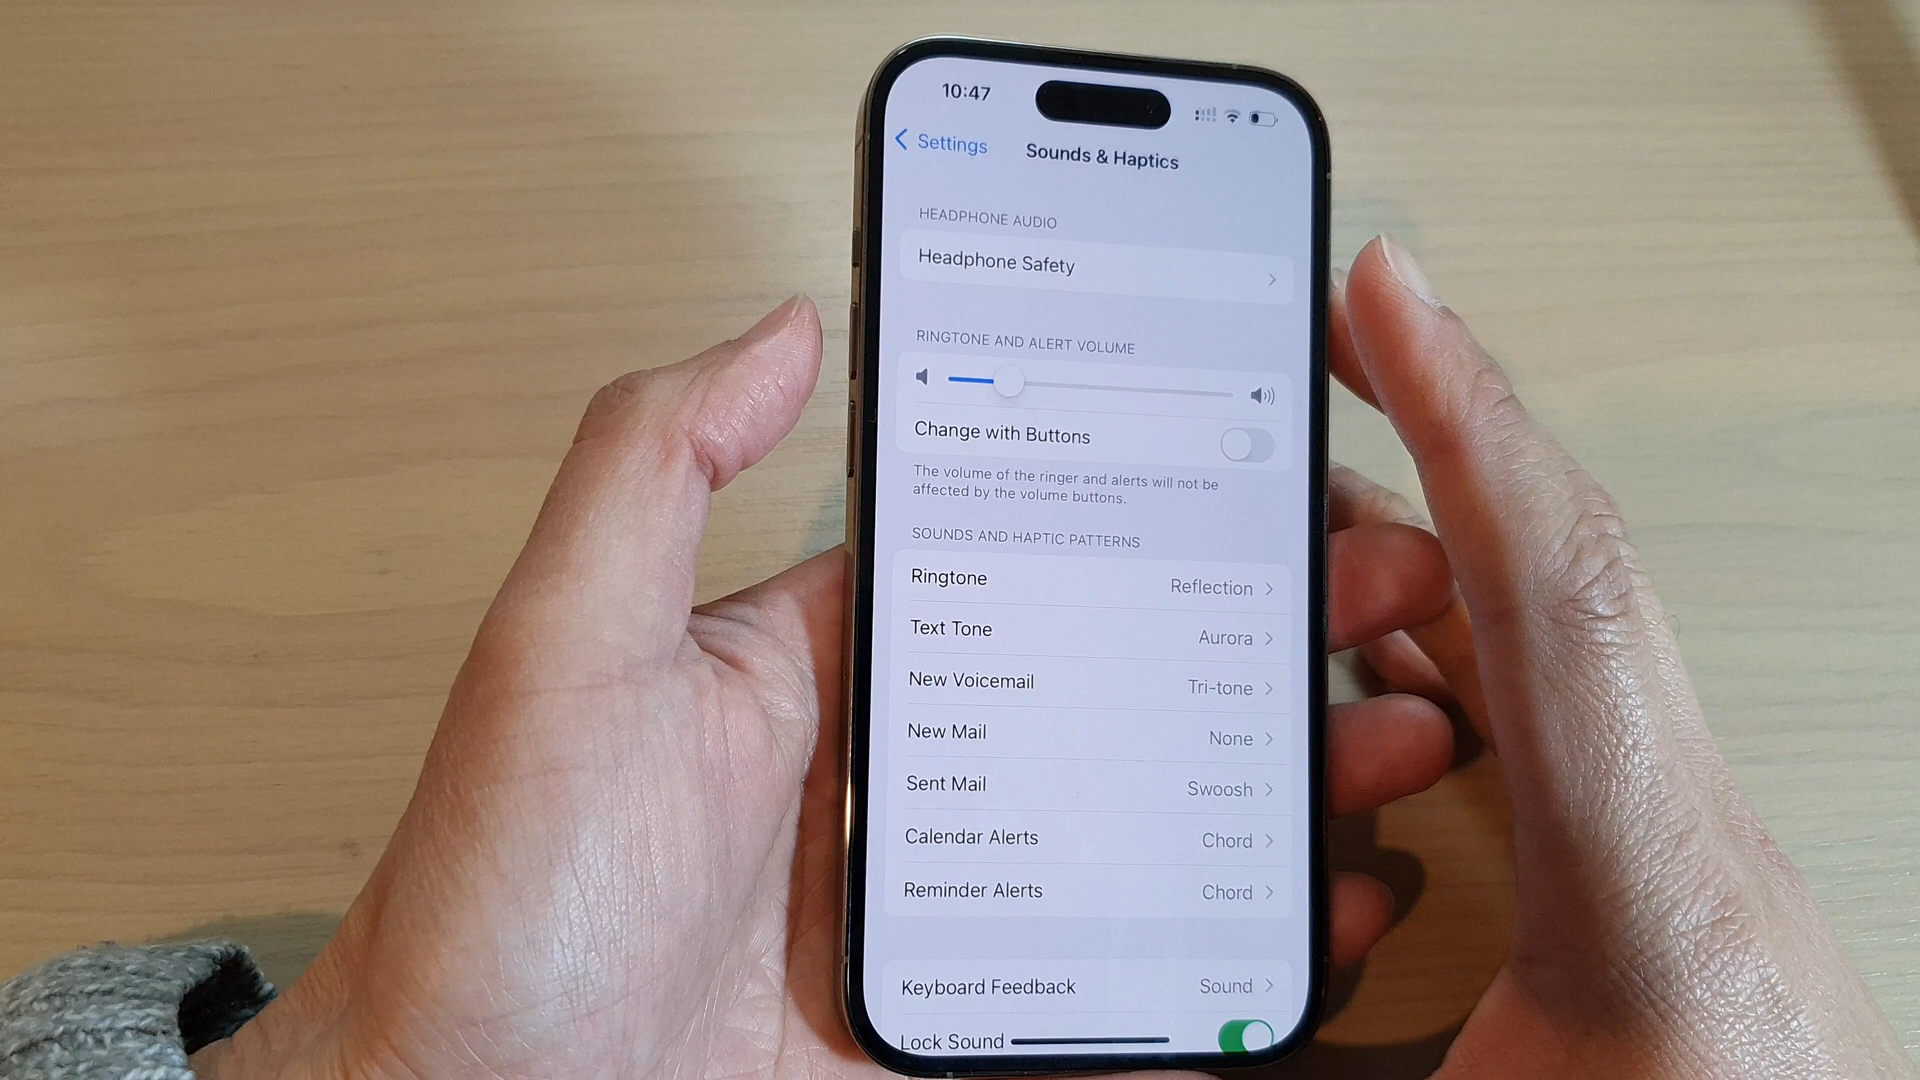 10:47
Settings
Sounds & Haptics
HEADPHONE AUDIO
Headphone Safety
RINGTONE AND ALERT VOLUME
Change with Buttons
The volume of the ringer and alerts will not be
affected by the volume buttons.
SOUNDS AND HAPTIC PATTERNS
Ringtone Reflection
Text Tone Aurora
New Voicemail Tri-tone
New Mail None
Sent Mail Swoosh
Calendar Alerts Chord
Reminder Alerts Chord
Keyboard Feedback Sound
Lock Sound